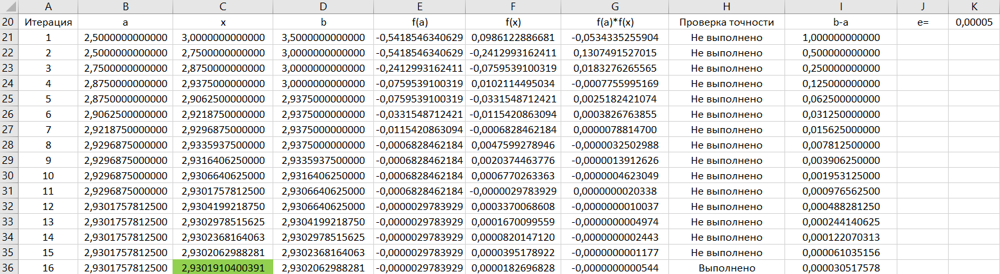 A B C D E F G H I J K
20 Итерация a x b f(a) f(x) f(a)*f(x) Проверка точности b-a e= 0,00005
21 1 2,5000000000000 3,0000000000000 3,5000000000000 -0,5418546340629 0,0986122886681 -0,0534335255904 Не выполнено 1,000000000000
22 2 2,5000000000000 2,7500000000000 3,0000000000000 -0,5418546340629 -0,2412993162411 0,1307491527015 Не выполнено 0,500000000000
23 3 2,7500000000000 2,8750000000000 3,0000000000000 -0,2412993162411 -0,0759539100319 0,0183276265565 Не выполнено 0,250000000000
24 4 2,8750000000000 2,9375000000000 3,0000000000000 -0,0759539100319 0,0102114495034 -0,0007755995169 Не выполнено 0,125000000000
25 5 2,8750000000000 2,9062500000000 2,9375000000000 -0,0759539100319 -0,0331548712421 0,0025182421074 Не выполнено 0,062500000000
26 6 2,9062500000000 2,9218750000000 2,9375000000000 -0,0331548712421 -0,0115420863094 0,0003826763855 Не выполнено 0,031250000000
27 7 2,9218750000000 2,9296875000000 2,9375000000000 -0,0115420863094 -0,0006828462184 0,0000078814700 Не выполнено 0,015625000000
28 8 2,9296875000000 2,9335937500000 2,9375000000000 -0,0006828462184 0,0047599278946 -0,0000032502988 Не выполнено 0,007812500000
29 9 2,9296875000000 2,9316406250000 2,9335937500000 -0,0006828462184 0,0020374463776 -0,0000013912626 Не выполнено 0,003906250000
30 10 2,9296875000000 2,9306640625000 2,9316406250000 -0,0006828462184 0,0006770263363 -0,0000004623049 Не выполнено 0,001953125000
31 11 2,9296875000000 2,9301757812500 2,9306640625000 -0,0006828462184 -0,0000029783929 0,0000000020338 Не выполнено 0,000976562500
32 12 2,9301757812500 2,9304199218750 2,9306640625000 -0,0000029783929 0,0003370068608 -0,0000000010037 Не выполнено 0,000488281250
33 13 2,9301757812500 2,9302978515625 2,9304199218750 -0,0000029783929 0,0001670099559 -0,0000000004974 Не выполнено 0,000244140625
34 14 2,9301757812500 2,9302368164063 2,9302978515625 -0,0000029783929 0,0000820147120 -0,0000000002443 Не выполнено 0,000122070313
35 15 2,9301757812500 2,9302062988281 2,9302368164063 -0,0000029783929 0,0000395178922 -0,0000000001177 Не выполнено 0,000061035156
36 16 2,9301757812500 2,9301910400391 2,9302062988281 -0,0000029783929 0,0000182696828 -0,0000000000544 Выполнено 0,000030517578